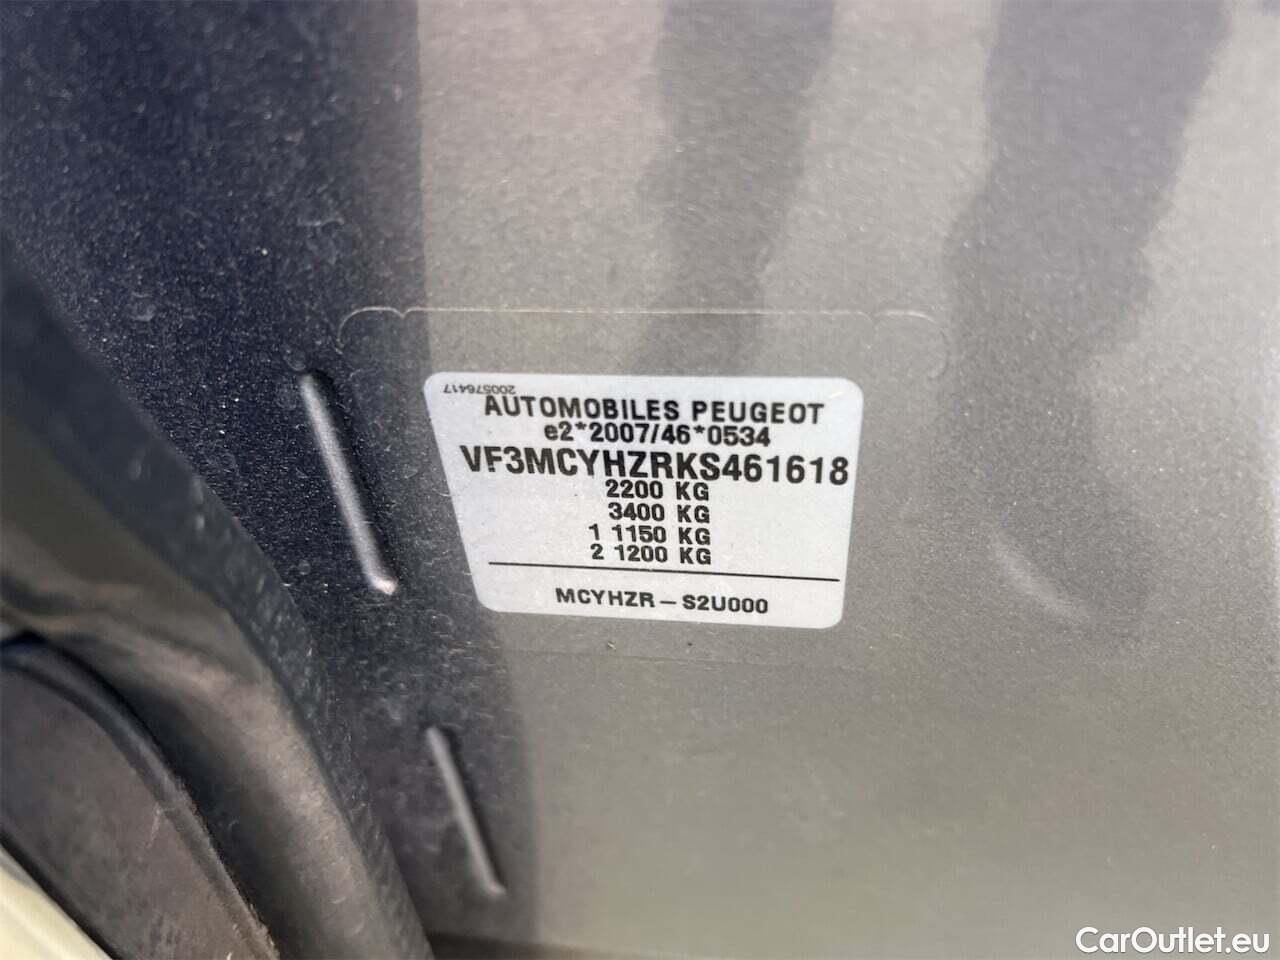 200576417
AUTOMOBILES PEUGEOT
e2*2007/46*0534
VF3MCYHZRKS461618
2200 KG
3400 KG
1 1150 KG
2 1200 KG
MCYHZR - S2U000
CarOutlet.eu